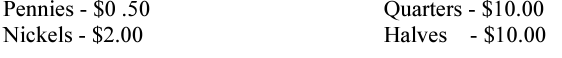 Pennies - $0 .50 Quarters - $10.00
Nickels - $2.00 Halves - $10.00